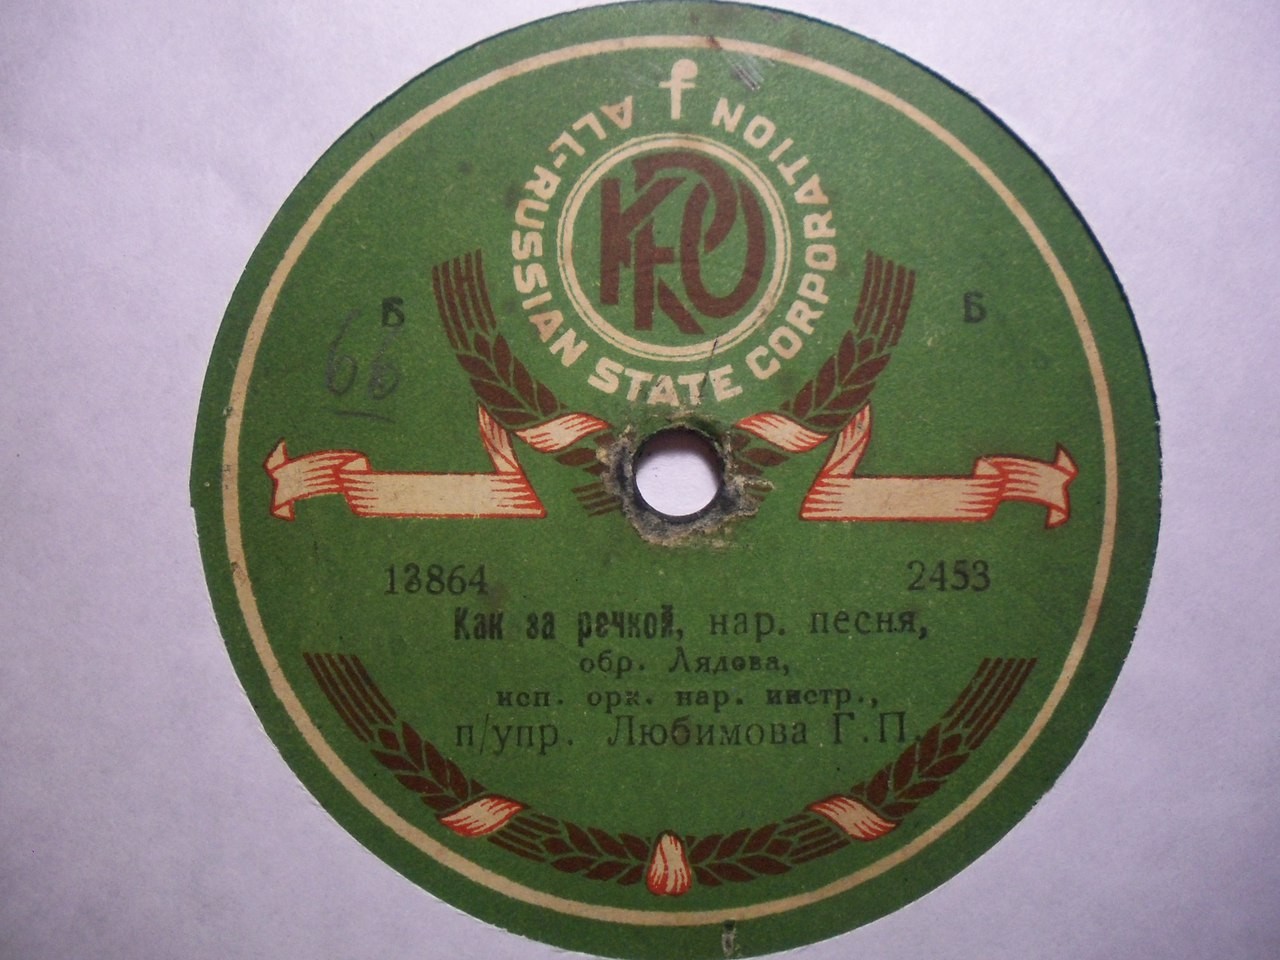 ALL-RUSSIAN STATE CORPORATION
Б Б
13864 2453
Как за речкой, нар. песня,
обр. Лядова,
исп. орк. нар. инстр.,
п/упр. Любимова Г.П.